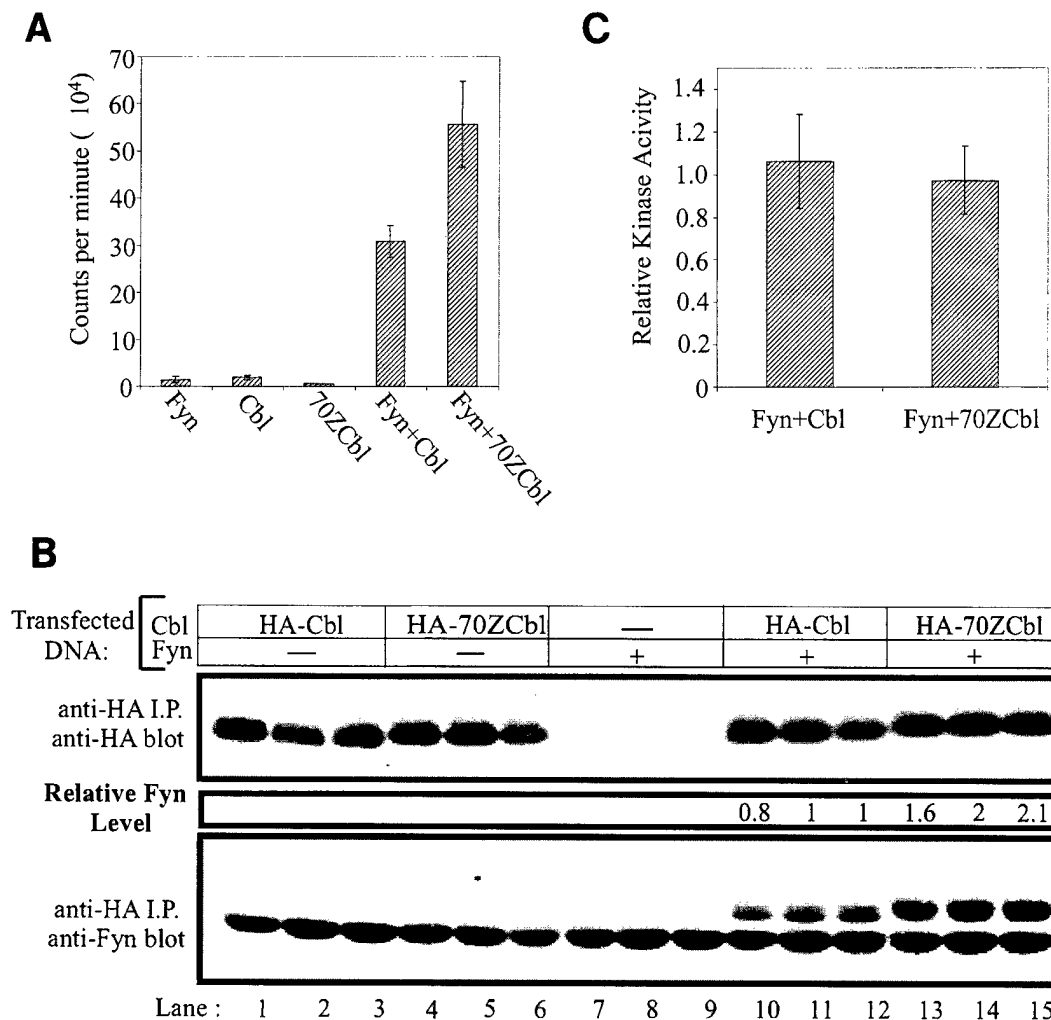 A
Counts per minute ( 10⁴)
70
60
50
40
30
20
10
0
Fyn
Cbl
70ZCbl
Fyn+Cbl
Fyn+70ZCbl
C
Relative Kinase Acivity
1.4
1.2
1.0
0.8
0.6
0.4
0.2
0
Fyn+Cbl
Fyn+70ZCbl
B
Transfected DNA:
Cbl HA-Cbl HA-70ZCbl — HA-Cbl HA-70ZCbl
Fyn — — + + +
anti-HA I.P.
anti-HA blot
Relative Fyn Level
0.8 1 1 1.6 2 2.1
anti-HA I.P.
anti-Fyn blot
Lane : 1 2 3 4 5 6 7 8 9 10 11 12 13 14 15